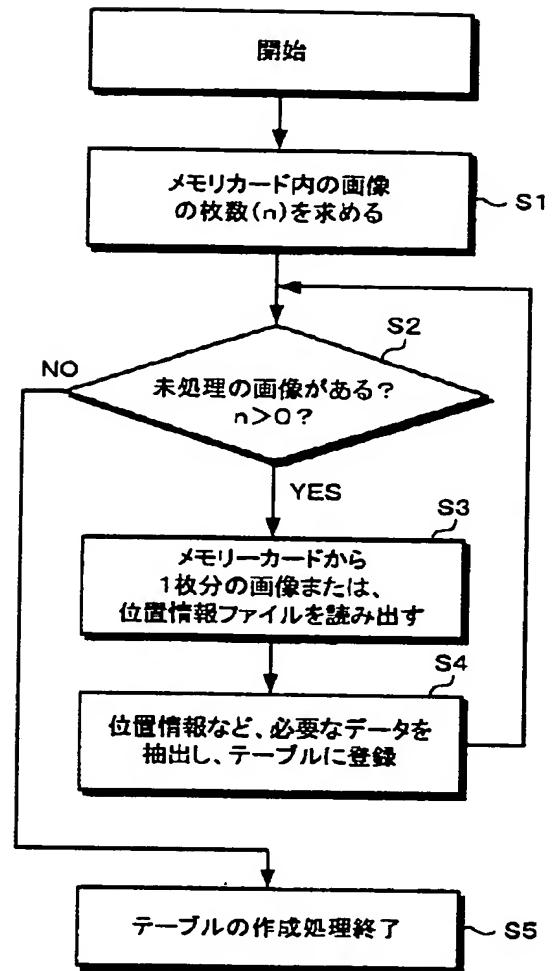 開始
メモリカード内の画像
の枚数(n)を求める
S1
S2
NO
未処理の画像がある?
n>0?
YES
S3
メモリーカードから
1枚分の画像または、
位置情報ファイルを読み出す
S4
位置情報など、必要なデータを
抽出し、テーブルに登録
テーブルの作成処理終了
S5